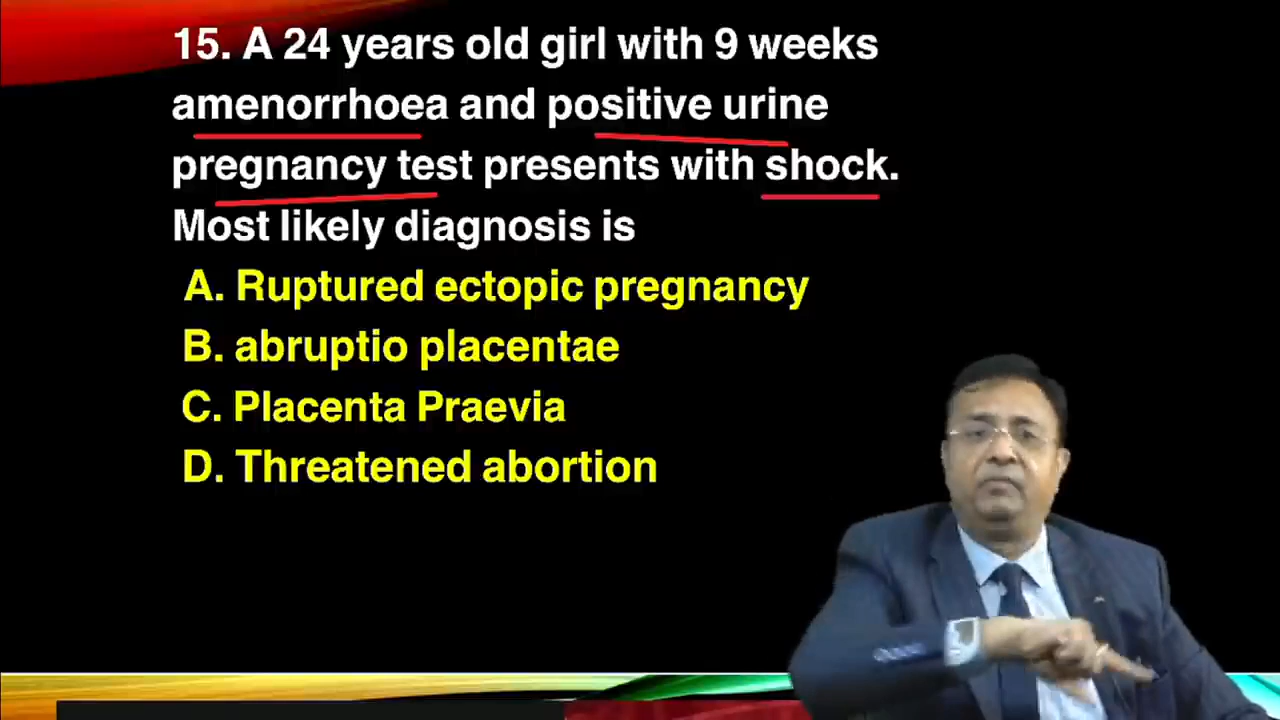 15. A 24 years old girl with 9 weeks
amenorrhoea and positive urine
pregnancy test presents with shock.
Most likely diagnosis is
A. Ruptured ectopic pregnancy
B. abruptio placentae
C. Placenta Praevia
D. Threatened abortion